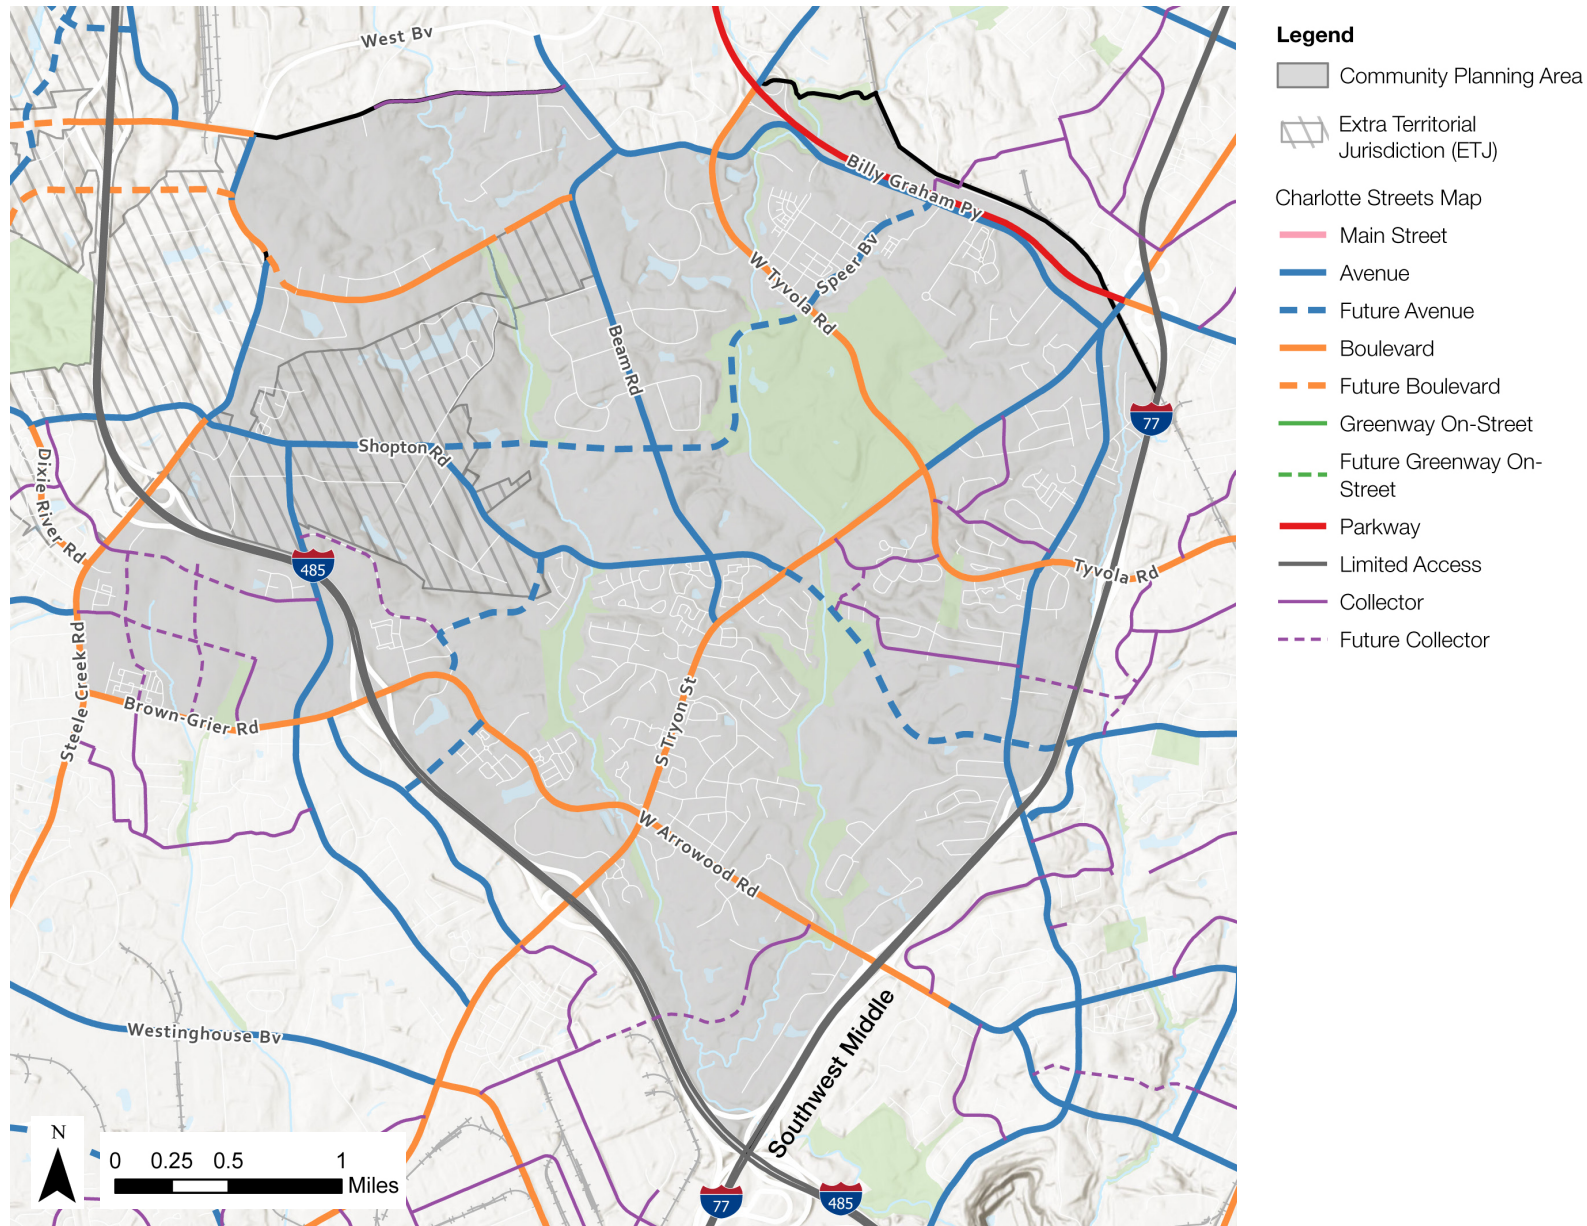 West Bv
Billy Graham Py
Speer Bv
W Tyvola Rd
Beam Rd
Shopton Rd
77
Dixie River Rd
485
Tyvola Rd
Steele Creek Rd
Brown-Grier Rd
S Tryon St
W Arrowood Rd
Westinghouse Bv
Southwest Middle
N
0 0.25 0.5 1
Miles
77
485
Legend
Community Planning Area
Extra Territorial
Jurisdiction (ETJ)
Charlotte Streets Map
Main Street
Avenue
Future Avenue
Boulevard
Future Boulevard
Greenway On-Street
Future Greenway On-
Street
Parkway
Limited Access
Collector
Future Collector